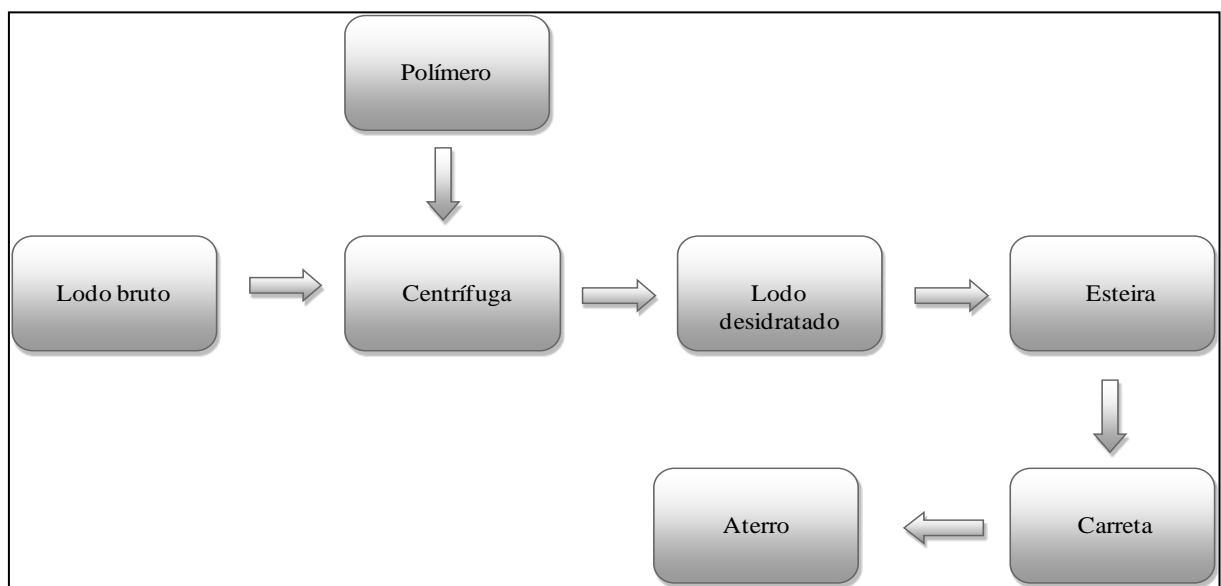 Polímero
Lodo bruto
Centrífuga
Lodo
desidratado
Esteira
Aterro
Carreta